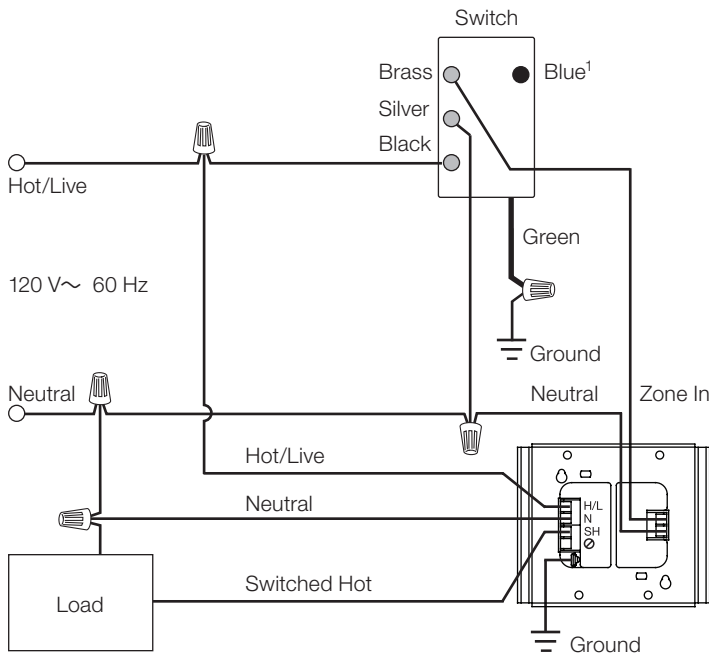 Switch
Brass
Blue¹
Silver
Black
Hot/Live
Green
120 V～ 60 Hz
Ground
Neutral
Neutral
Zone In
Hot/Live
H/L
Neutral
N
SH
Switched Hot
Load
Ground